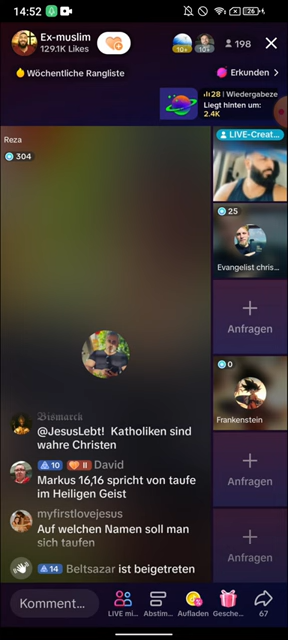 14:52
26
Ex-muslim
129.1K Likes
10+
10+
198
Wöchentliche Rangliste
Erkunden
28 | Wiedergabeze
Liegt hinten um:
2.4K
Reza
304
LIVE-Creat...
25
Evangelist chris...
Anfragen
0
Frankenstein
Anfragen
Anfragen
Bismarck
@JesusLebt! Katholiken sind
wahre Christen
10 II David
Markus 16,16 spricht von taufe
im Heiligen Geist
myfirstlovejesus
Auf welchen Namen soll man
sich taufen
14 Beltsazar ist beigetreten
Komment...
LIVE mi...
Abstim...
Aufladen
Gesche...
67